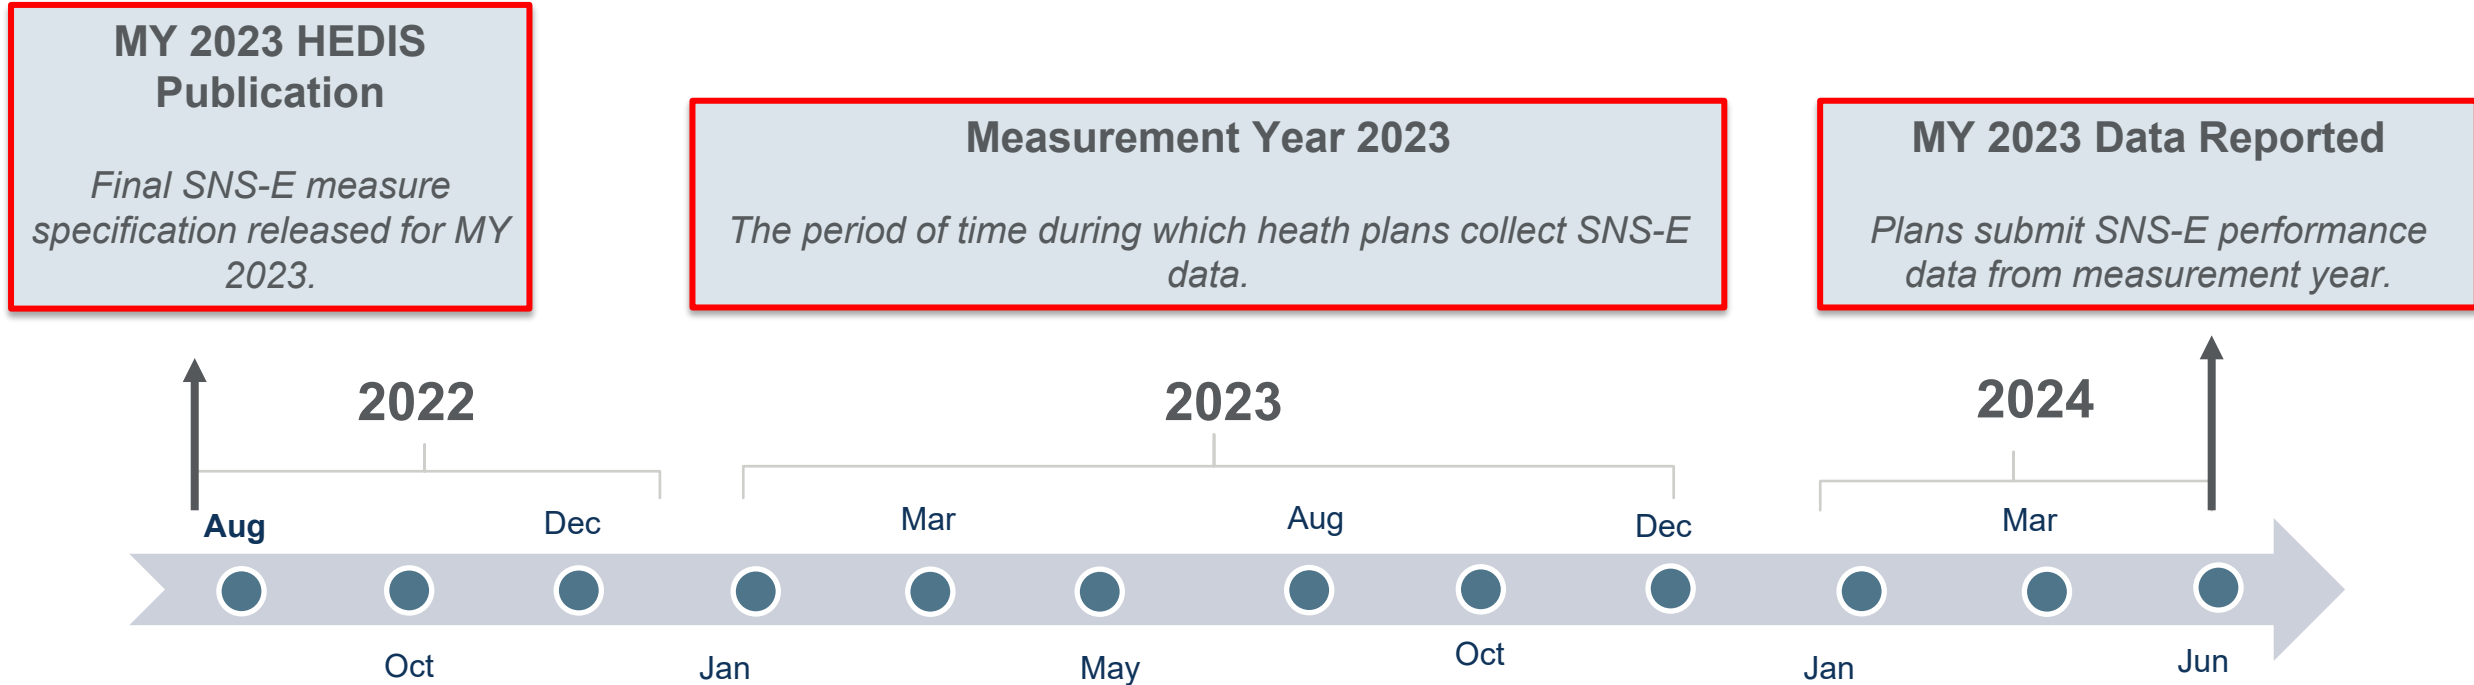 MY 2023 HEDIS
Publication
Final SNS-E measure
specification released for MY
2023.
Measurement Year 2023
The period of time during which heath plans collect SNS-E
data.
MY 2023 Data Reported
Plans submit SNS-E performance
data from measurement year.
2022
2023
2024
Aug
Dec
Mar
Aug
Dec
Mar
Oct
Jan
May
Oct
Jan
Jun